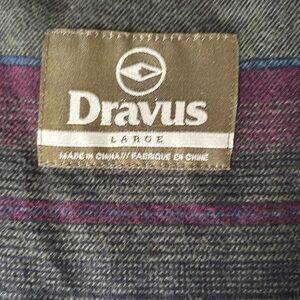 Dravus
LARGE
MADE IN CHINA/// FABRIQUE EN CHINE